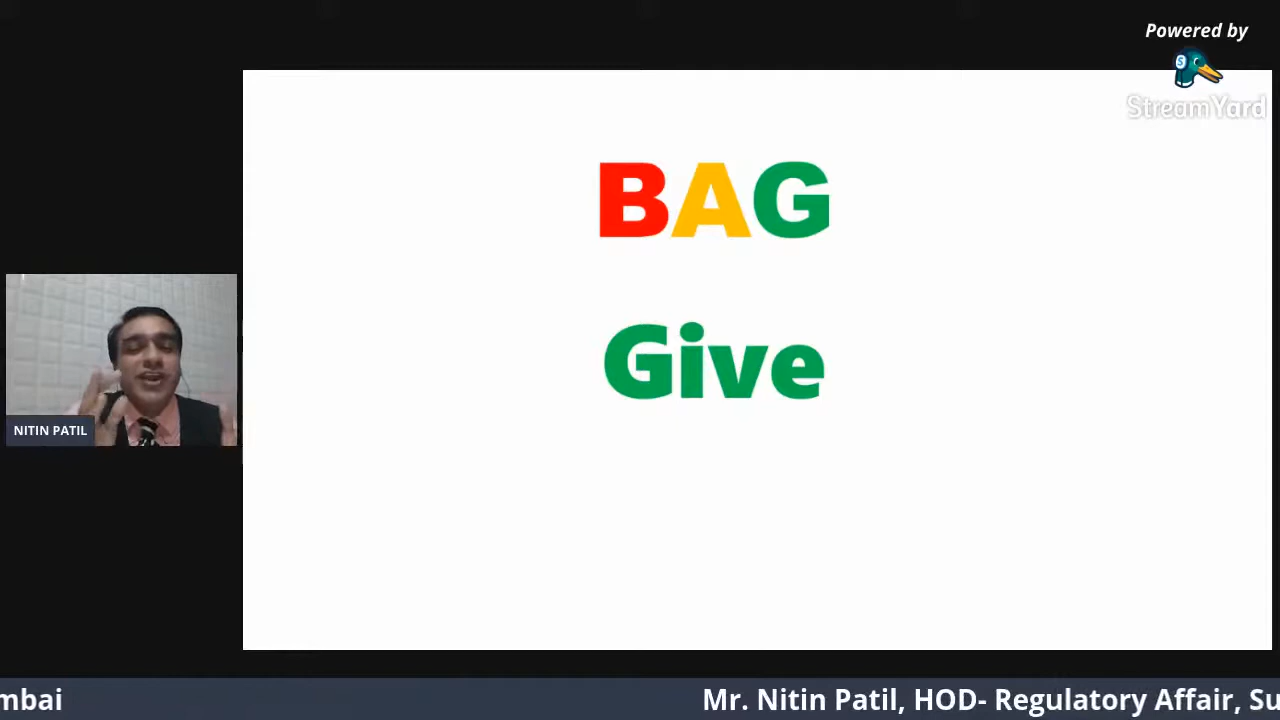 Powered by
StreamYard
BAG
Give
NITIN PATIL
mbai
Mr. Nitin Patil, HOD- Regulatory Affair, Su